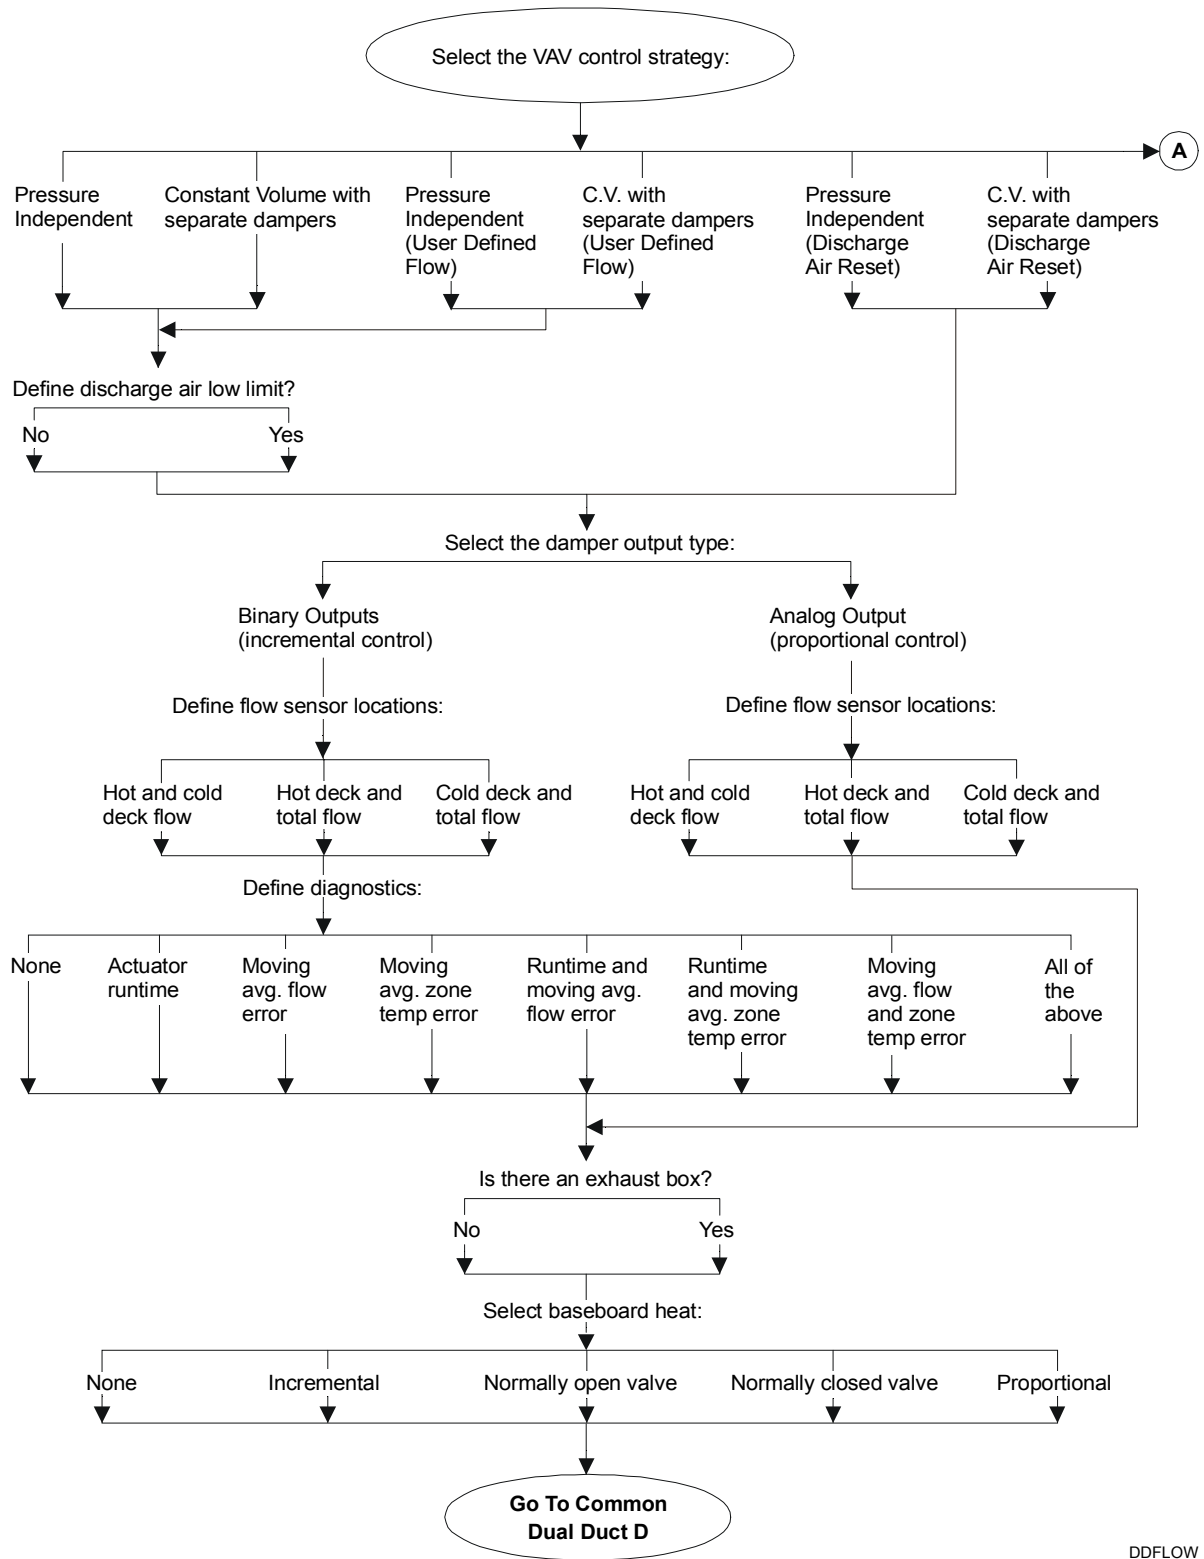 Select the VAV control strategy:
A
Pressure
Independent
Constant Volume with
separate dampers
Pressure
Independent
(User Defined
Flow)
C.V. with
separate dampers
(User Defined
Flow)
Pressure
Independent
(Discharge
Air Reset)
C.V. with
separate dampers
(Discharge
Air Reset)
Define discharge air low limit?
No
Yes
Select the damper output type:
Binary Outputs
(incremental control)
Analog Output
(proportional control)
Define flow sensor locations:
Define flow sensor locations:
Hot and cold
deck flow
Hot deck and
total flow
Cold deck and
total flow
Hot and cold
deck flow
Hot deck and
total flow
Cold deck and
total flow
Define diagnostics:
None
Actuator
runtime
Moving
avg. flow
error
Moving
avg. zone
temp error
Runtime and
moving avg.
flow error
Runtime
and moving
avg. zone
temp error
Moving
avg. flow
and zone
temp error
All of
the
above
Is there an exhaust box?
No
Yes
Select baseboard heat:
None
Incremental
Normally open valve
Normally closed valve
Proportional
Go To Common
Dual Duct D
DDFLOW